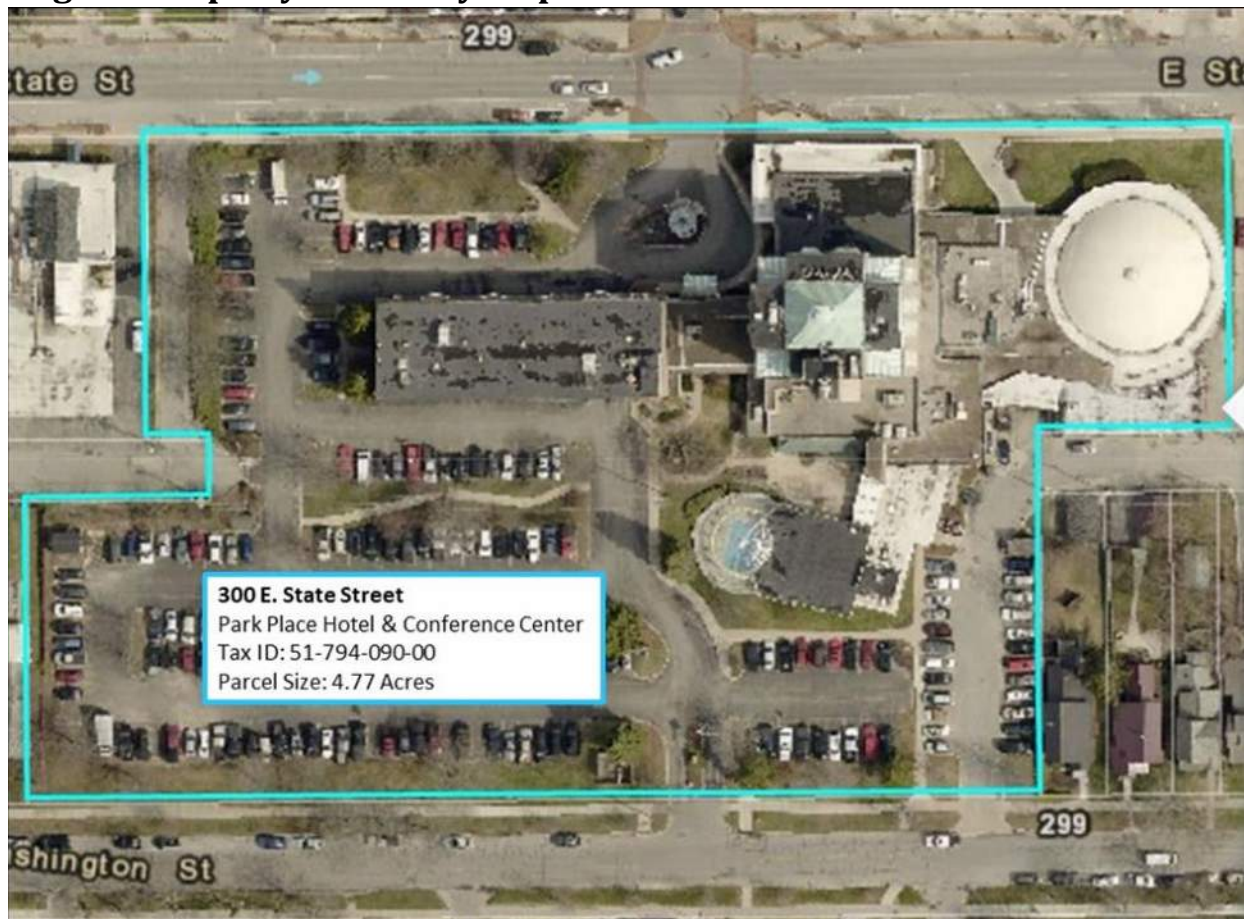 299
State St
E Sta
300 E. State Street
Park Place Hotel & Conference Center
Tax ID: 51-794-090-00
Parcel Size: 4.77 Acres
299
shington St